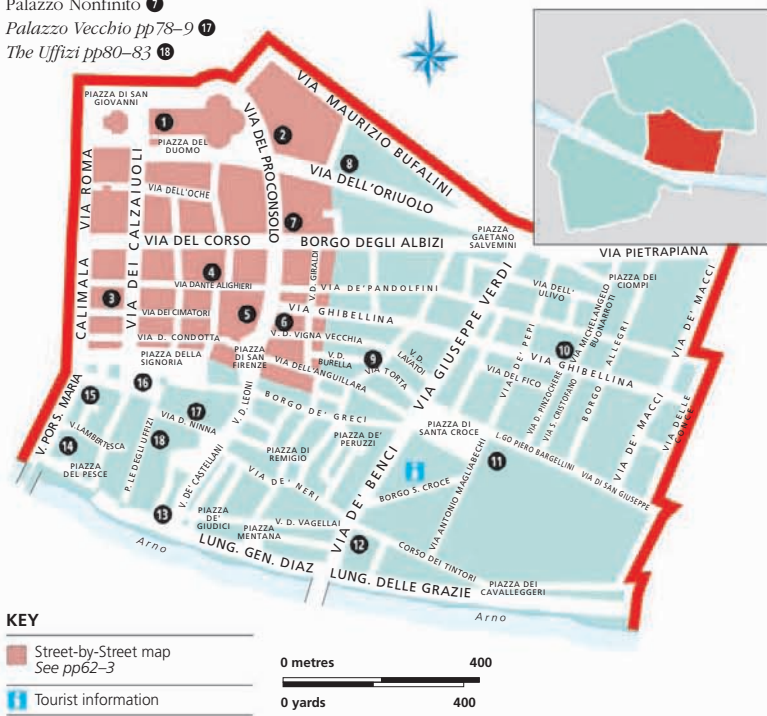 Palazzo Nonfinito 7
Palazzo Vecchio pp78–9 17
The Uffizi pp80–83 18
PIAZZA DI SAN
GIOVANNI
1
PIAZZA DEL
DUOMO
2
VIA MAURIZIO BUFALINI
8
VIA DELL'ORIUOLO
VIA DEL PROCONSOLO
VIA ROMA
VIA DEI CALZAIUOLI
VIA DELL'OCHE
7
VIA DEL CORSO
BORGO DEGLI ALBIZI
PIAZZA
GAETANO
SALVEMINI
VIA PIETRAPIANA
CALIMALA
3
4
VIA DANTE ALIGHIERI
V. D. GIRALDI
VIA DE' PANDOLFINI
VIA GIUSEPPE VERDI
VIA DELL'
ULIVO
PIAZZA DEI
CIOMPI
VIA MICHELANGELO
BUONARROTI
VIA DE' MACCI
VIA DEI CIMATORI
5
6
VIA GHIBELLINA
VIA D. CONDOTTA
V. D. VIGNA VECCHIA
PIAZZA DELLA
SIGNORIA
PIAZZA
DI SAN
FIRENZE
V. D.
BURELLA
9
V. D.
LAVATOI
VIA TORTA
VIA DELL'ANGUILLARA
VIA DE' PEPI
10
VIA GHIBELLINA
ALLEGRI
BORGO
VIA DEL FICO
VIA D. PINZOCHERE
VIA S. CRISTOFANO
VIA DE' MACCI
VIA DELLE
CONCE
V. POR S. MARIA
15
16
17
VIA D. NINNA
V. D. LEONI
BORGO DE' GRECI
14
V. LAMBERTESCA
18
P.LE DEGLI UFFIZI
PIAZZA
DEL PESCE
PIAZZA DE'
PERUZZI
PIAZZA DI
SANTA CROCE
11
L.GO PIERO BARGELLINI
VIA DI SAN GIUSEPPE
PIAZZA DI
REMIGIO
V. DE' CASTELLANI
VIA DE' NERI
VIA DE' BENCI
BORGO S. CROCE
VIA ANTONIO MAGLIABECHI
13
PIAZZA
DE'
GIUDICI
PIAZZA
MENTANA
V. D. VAGELLAI
12
CORSO DEI TINTORI
Arno
LUNG. GEN. DIAZ
LUNG. DELLE GRAZIE
PIAZZA DEI
CAVALLEGGERI
Arno
KEY
Street-by-Street map
See pp62–3
Tourist information
0 metres 400
0 yards 400